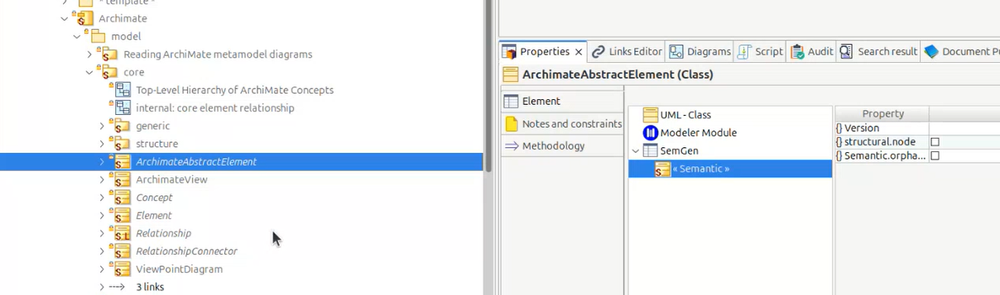 * template *
Archimate
model
Reading ArchiMate metamodel diagrams
core
Top-Level Hierarchy of ArchiMate Concepts
internal: core element relationship
generic
structure
ArchimateAbstractElement
ArchimateView
Concept
Element
Relationship
RelationshipConnector
ViewPointDiagram
3 links
Properties
Links Editor
Diagrams
Script
Audit
Search result
Document Pu
ArchimateAbstractElement (Class)
Element
Notes and constraints
Methodology
UML - Class
Modeler Module
SemGen
« Semantic »
Property
{} Version
{} structural.node
{} Semantic.orpha...